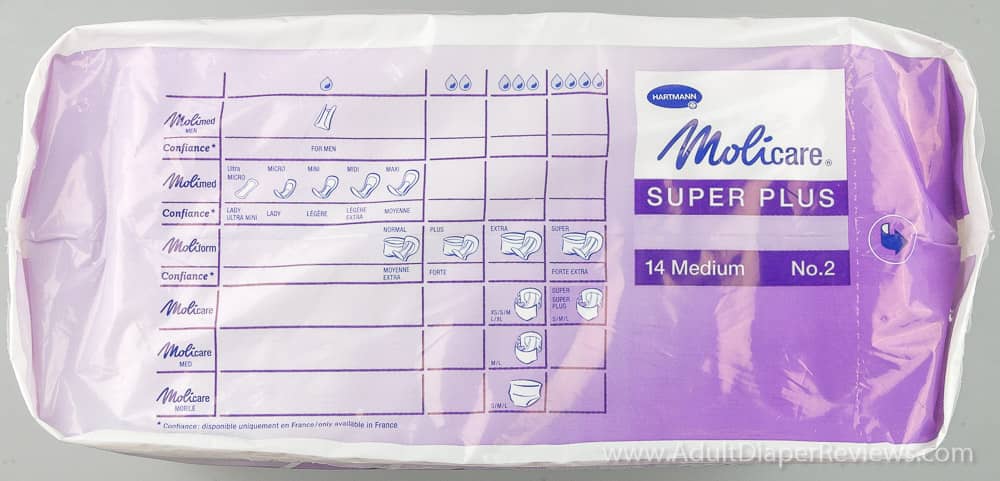 Molimed
MEN
Confiance* FOR MEN
Ultra
MICRO MICRO MINI MIDI MAXI
Molimed
Confiance* LADY
ULTRA MINI LADY LÉGÈRE LÉGÈRE
EXTRA MOYENNE
NORMAL PLUS EXTRA SUPER
Moliform
Confiance* MOYENNE
EXTRA FORTE FORTE EXTRA
Molicare XS/S/M
L/XL
SUPER
SUPER
PLUS
S/M/L
Molicare
MED M/L
Molicare
MOBILE S/M/L
* Confiance: disponible uniquement en France/only available in France
HARTMANN
Molicare®
SUPER PLUS
14 Medium No.2
www.AdultDiaperReviews.com